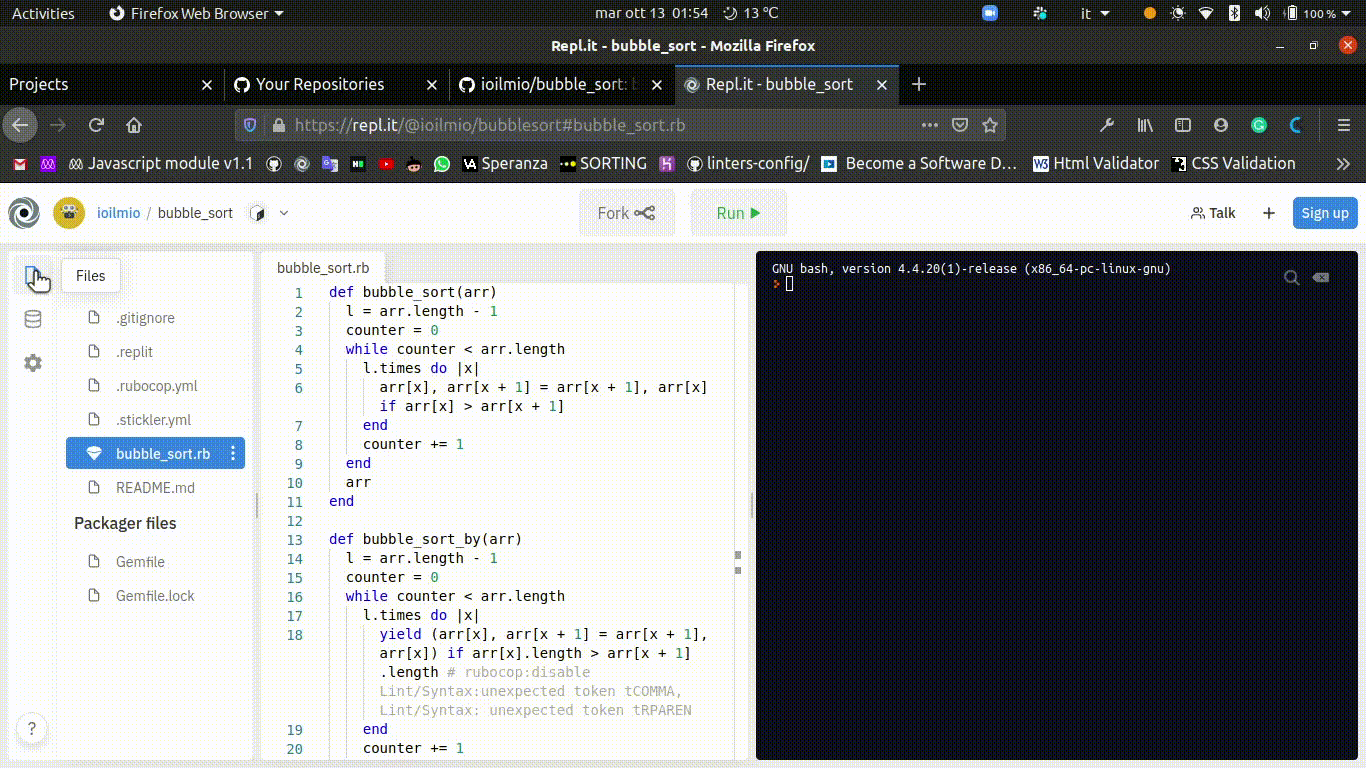 Activities Firefox Web Browser mar ott 13 01:54 13 °C it 100 %
Repl.it - bubble_sort - Mozilla Firefox
Projects Your Repositories ioilmio/bubble_sort: Repl.it - bubble_sort
https://repl.it/@ioilmio/bubblesort#bubble_sort.rb
Javascript module v1.1 Speranza SORTING linters-config/ Become a Software D… Html Validator CSS Validation
ioilmio / bubble_sort Fork Run Talk + Sign up
Files
.gitignore
.replit
.rubocop.yml
.stickler.yml
bubble_sort.rb
README.md
Packager files
Gemfile
Gemfile.lock
?
bubble_sort.rb
1 def bubble_sort(arr)
2 l = arr.length - 1
3 counter = 0
4 while counter < arr.length
5 l.times do |x|
6 arr[x], arr[x + 1] = arr[x + 1], arr[x]
if arr[x] > arr[x + 1]
7 end
8 counter += 1
9 end
10 arr
11 end
12
13 def bubble_sort_by(arr)
14 l = arr.length - 1
15 counter = 0
16 while counter < arr.length
17 l.times do |x|
18 yield (arr[x], arr[x + 1] = arr[x + 1],
arr[x]) if arr[x].length > arr[x + 1]
.length # rubocop:disable
Lint/Syntax:unexpected token tCOMMA,
Lint/Syntax: unexpected token tRPAREN
19 end
20 counter += 1
GNU bash, version 4.4.20(1)-release (x86_64-pc-linux-gnu)
>